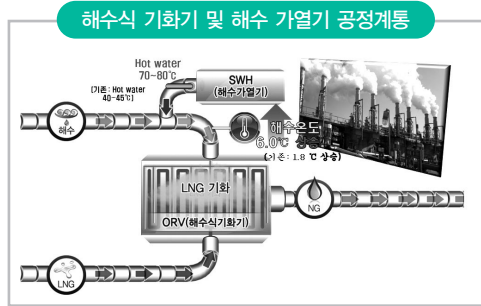 해수식 기화기 및 해수 가열기 공정계통
Hot water
70~80℃
[기존 : Hot water
40~45℃]
SWH
(해수가열기)
해수
해수온도
6.0℃ 상승
(기존 : 1.8 ℃ 상승)
LNG 기화
ORV(해수식기화기)
NG
LNG